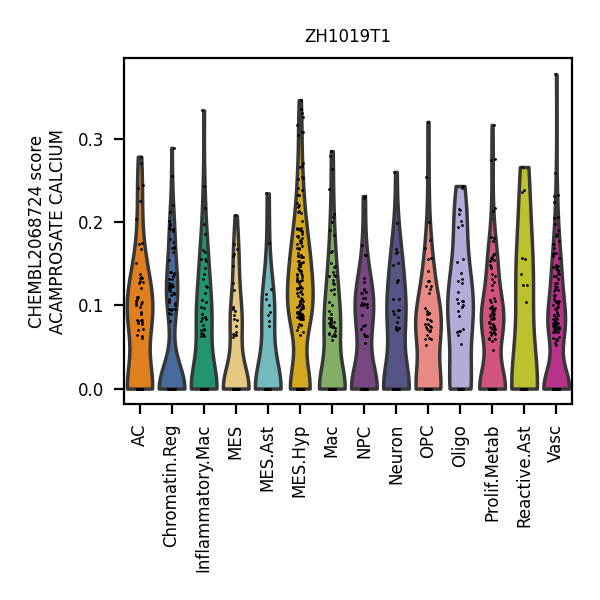 ZH1019T1
CHEMBL2068724 score
ACAMPROSATE CALCIUM
0.3
0.2
0.1
0.0
AC
Chromatin.Reg
Inflammatory.Mac
MES
MES.Ast
MES.Hyp
Mac
NPC
Neuron
OPC
Oligo
Prolif.Metab
Reactive.Ast
Vasc